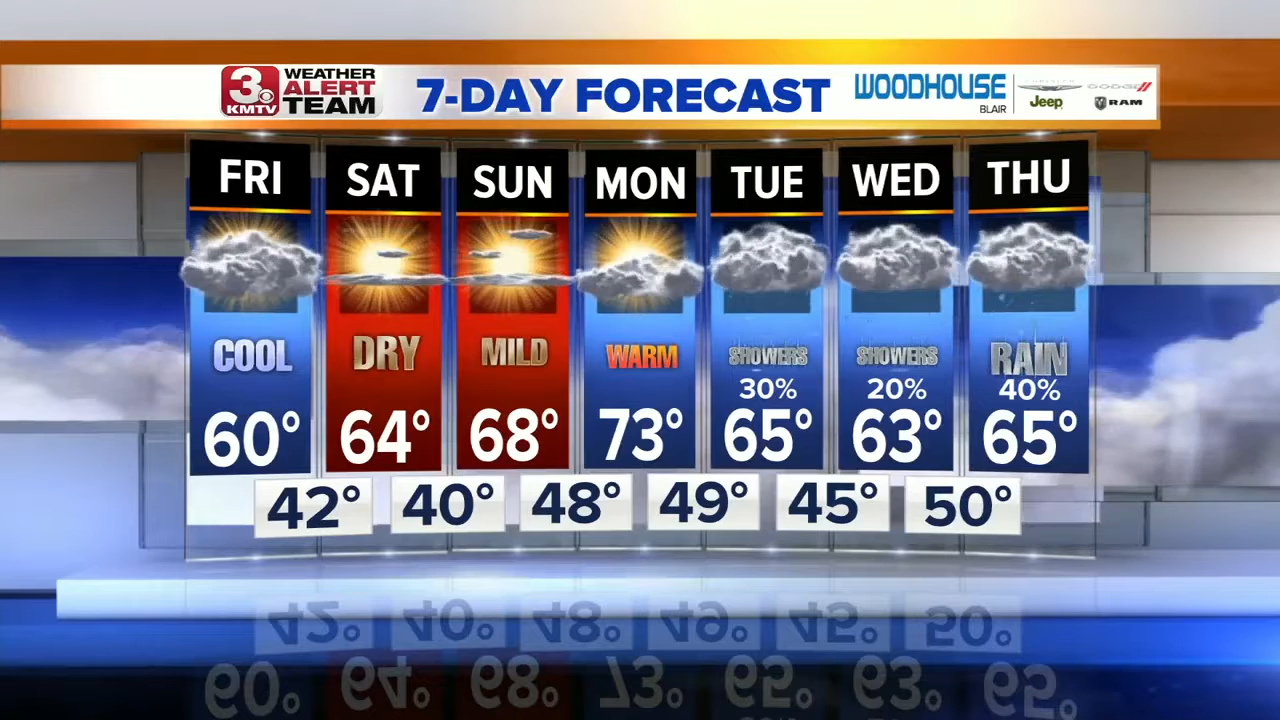 3
KMTV
WEATHER
ALERT
TEAM
7-DAY FORECAST
WOODHOUSE
BLAIR
Jeep
DODGE
RAM
FRI SAT SUN MON TUE WED THU
COOL DRY MILD WARM SHOWERS SHOWERS RAIN
30% 20% 40%
60° 64° 68° 73° 65° 63° 65°
42° 40° 48° 49° 45° 50°